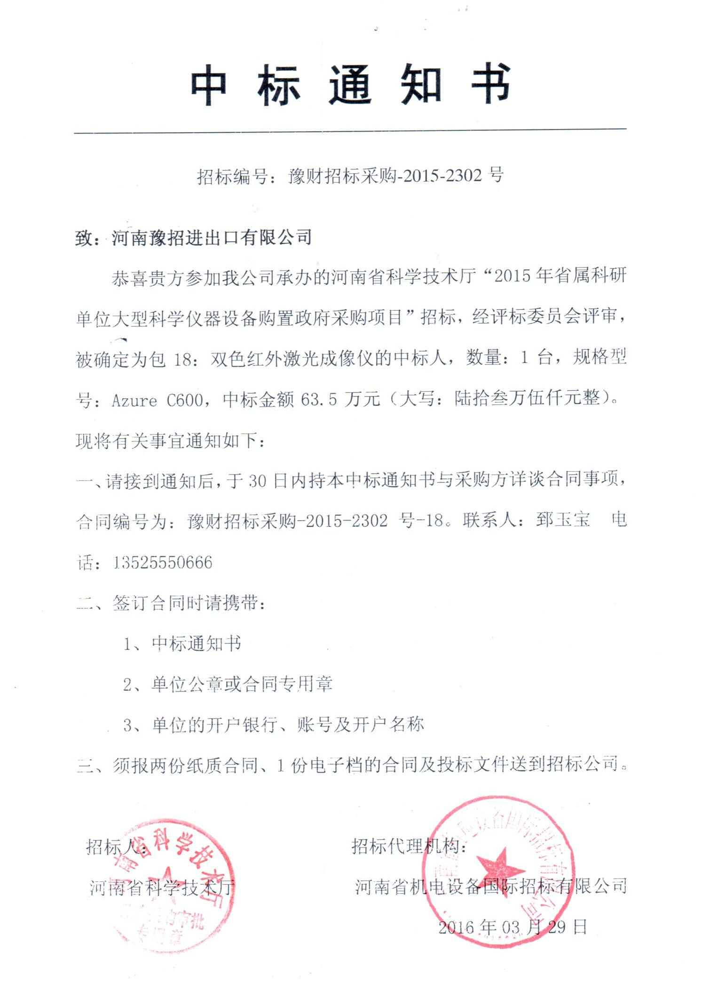 中标通知书
招标编号：豫财招标采购-2015-2302 号
致：河南豫招进出口有限公司
恭喜贵方参加我公司承办的河南省科学技术厅“2015 年省属科研
单位大型科学仪器设备购置政府采购项目”招标，经评标委员会评审，
被确定为包 18：双色红外激光成像仪的中标人，数量：1 台，规格型
号：Azure C600，中标金额 63.5 万元（大写：陆拾叁万伍仟元整）。
现将有关事宜通知如下：
一、请接到通知后，于 30 日内持本中标通知书与采购方详谈合同事项，
合同编号为：豫财招标采购-2015-2302 号-18。联系人：郅玉宝 电
话：13525550666
二、签订合同时请携带：
1、中标通知书
2、单位公章或合同专用章
3、单位的开户银行、账号及开户名称
三、须报两份纸质合同、1 份电子档的合同及投标文件送到招标公司。
招标人： 招标代理机构：
河南省科学技术厅 河南省机电设备国际招标有限公司
2016 年 03 月 29 日
河南省科学技术厅
审批
专用章
河南省机电设备国际招标有限公司